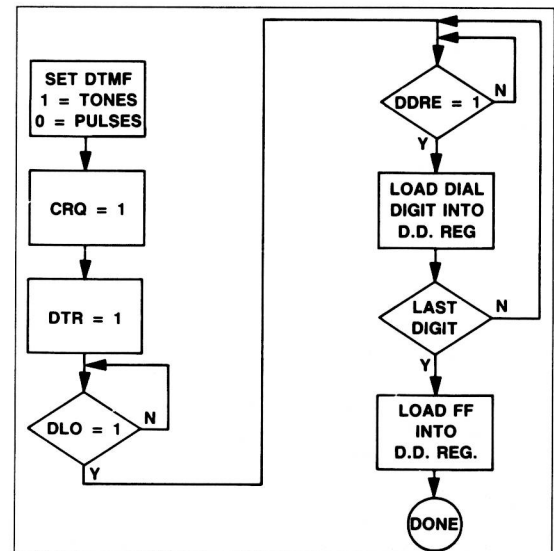 SET DTMF
1 = TONES
0 = PULSES
CRQ = 1
DTR = 1
DLO = 1
N
Y
DDRE = 1
N
Y
LOAD DIAL
DIGIT INTO
D.D. REG
LAST
DIGIT
N
Y
LOAD FF
INTO
D.D. REG.
DONE